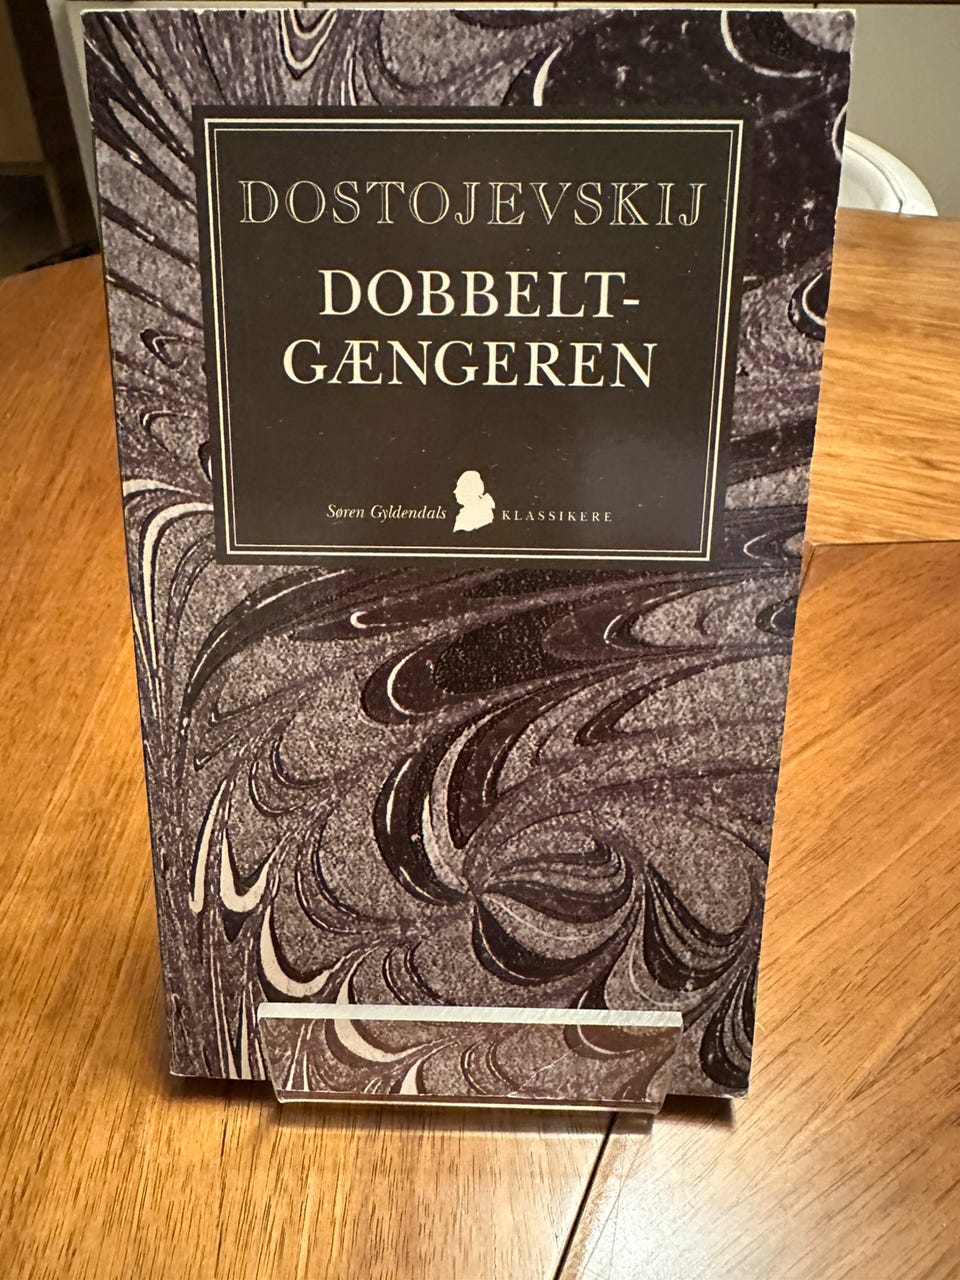 DOSTOJEVSKIJ
DOBBELT-
GÆNGEREN
Søren Gyldendals KLASSIKERE